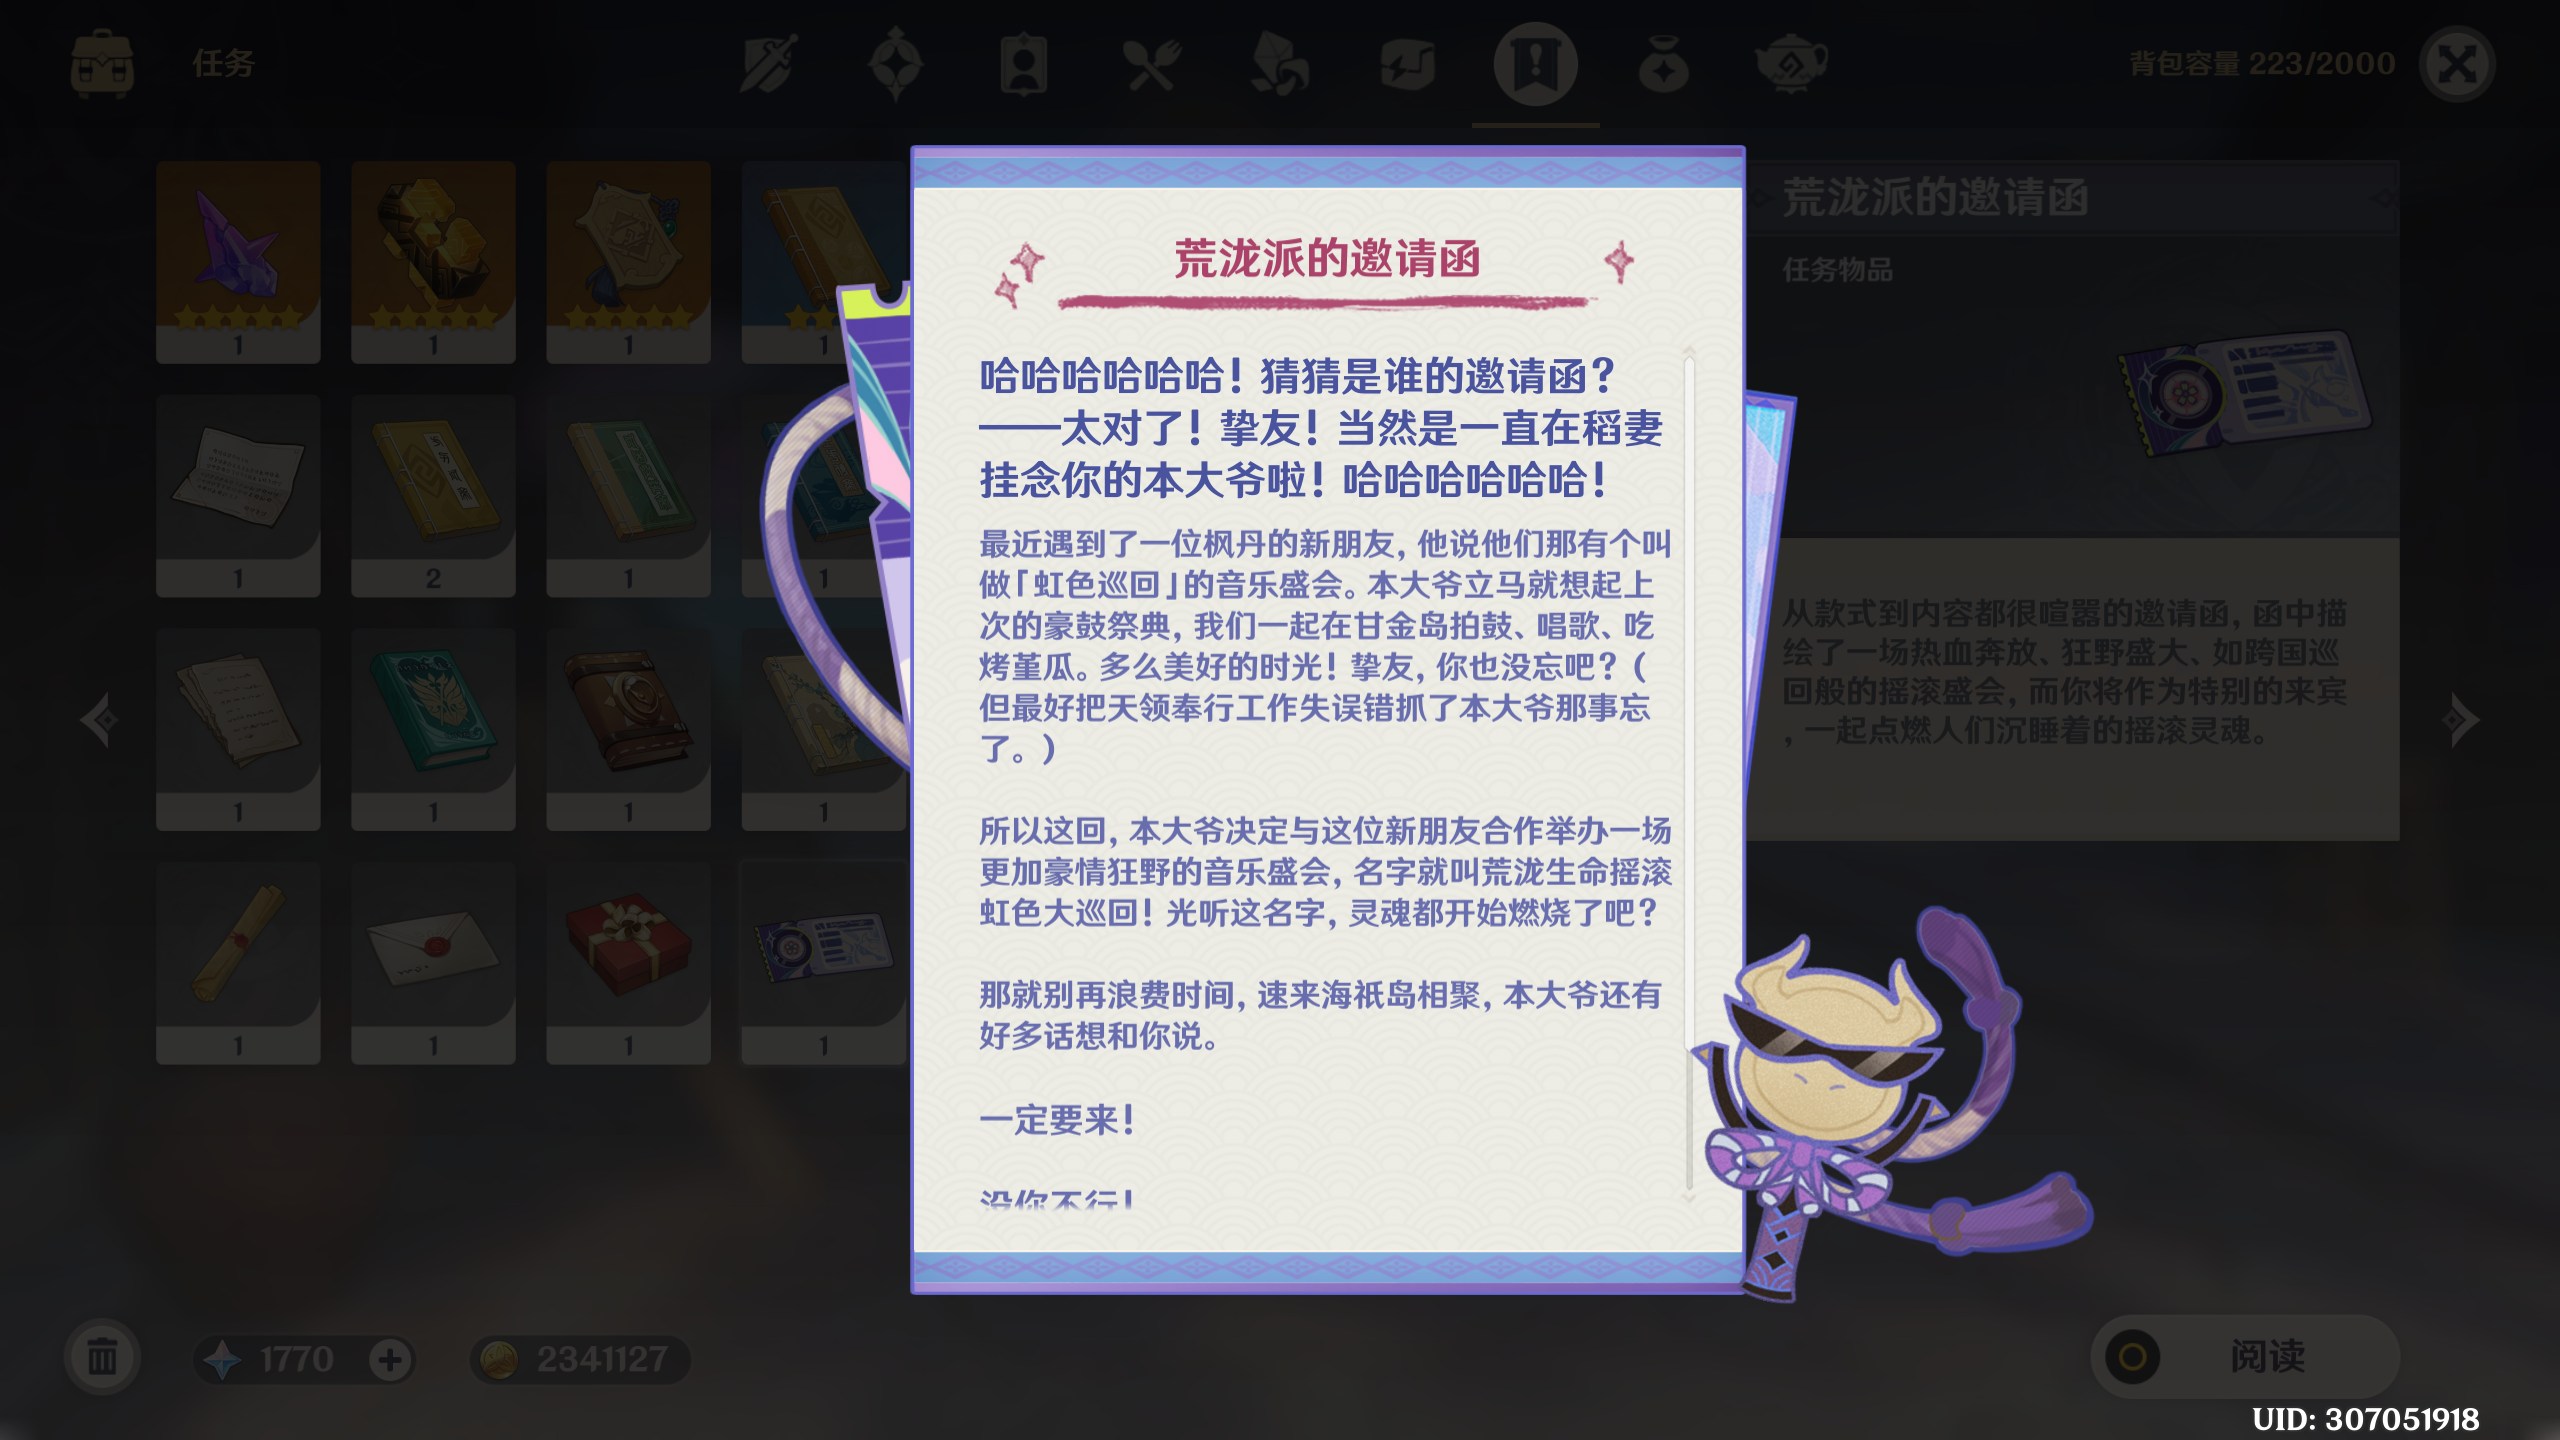 任务
背包容量 223/2000
荒泷派的邀请函
哈哈哈哈哈哈！猜猜是谁的邀请函？
——太对了！挚友！当然是一直在稻妻
挂念你的本大爷啦！哈哈哈哈哈哈！
最近遇到了一位枫丹的新朋友，他说他们那有个叫
做「虹色巡回」的音乐盛会。本大爷立马就想起上
次的豪鼓祭典，我们一起在甘金岛拍鼓、唱歌、吃
烤堇瓜。多么美好的时光！挚友，你也没忘吧？（
但最好把天领奉行工作失误错抓了本大爷那事忘
了。）
所以这回，本大爷决定与这位新朋友合作举办一场
更加豪情狂野的音乐盛会，名字就叫荒泷生命摇滚
虹色大巡回！光听这名字，灵魂都开始燃烧了吧？
那就别再浪费时间，速来海祇岛相聚，本大爷还有
好多话想和你说。
一定要来！
没你不行！
荒泷派的邀请函
任务物品
从款式到内容都很喧嚣的邀请函，函中描
绘了一场热血奔放、狂野盛大、如跨国巡
回般的摇滚盛会，而你将作为特别的来宾
，一起点燃人们沉睡着的摇滚灵魂。
1
1
1
1
1
2
1
1
1
1
1
1
1
1
1
1
1770
2341127
阅读
UID: 307051918